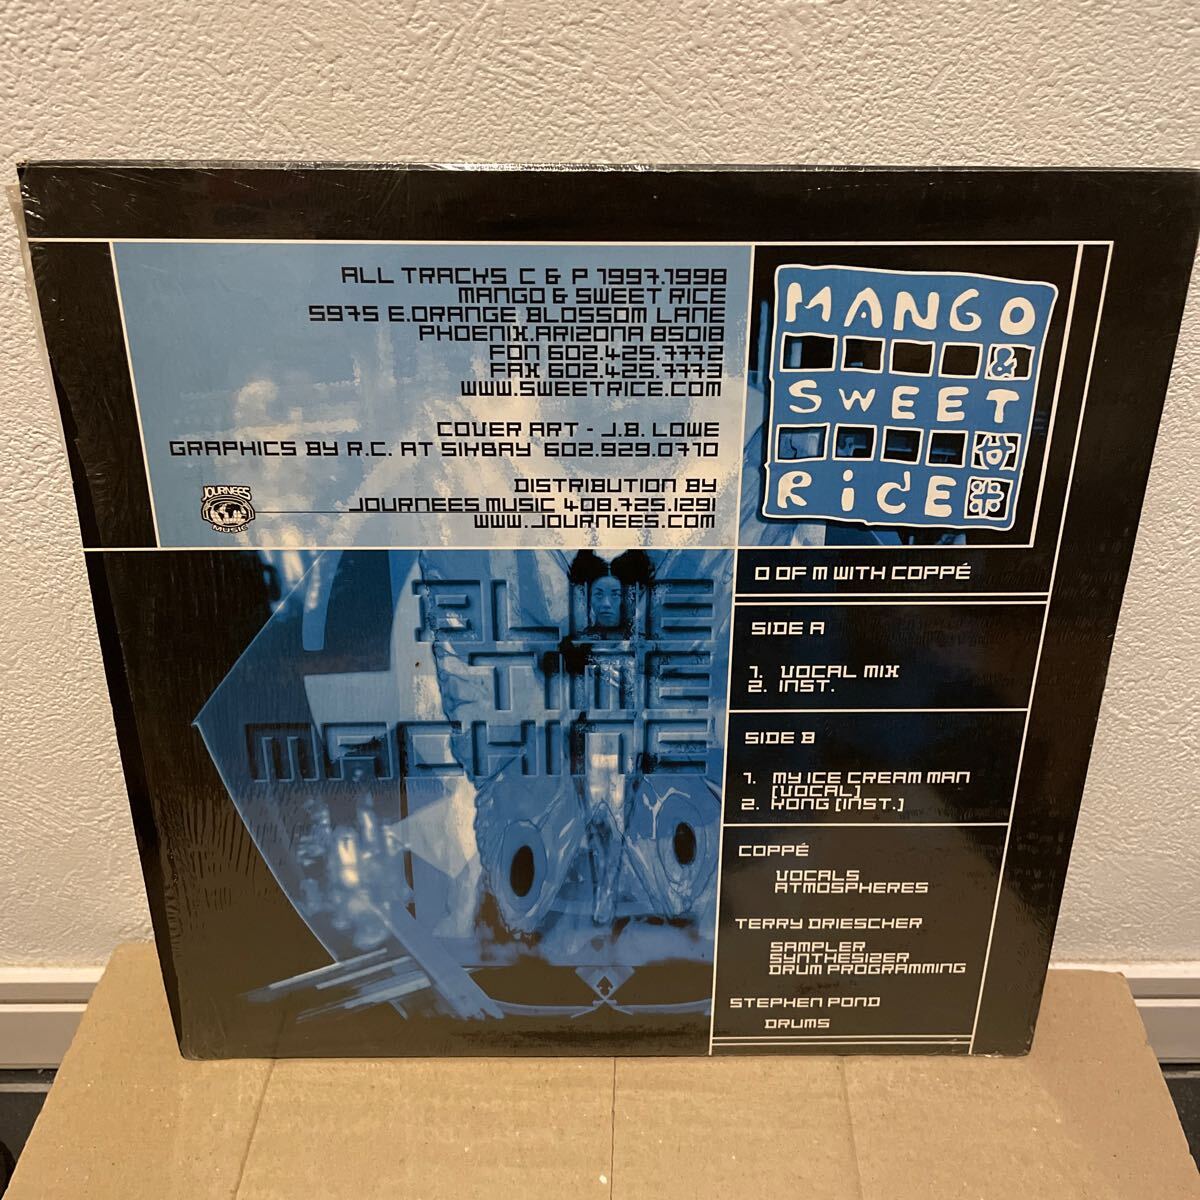 ALL TRACKS C & P 1997.1998
MANGO & SWEET RICE
5975 E.ORANGE BLOSSOM LANE
PHOENIX.ARIZONA 85018
FON 602.425.7772
FAX 602.425.7773
WWW.SWEETRICE.COM
COVER ART - J.B. LOWE
GRAPHICS BY R.C. AT SIXBAY 602.929.0710
DISTRIBUTION BY
JOURNEES MUSIC 408.725.1291
WWW.JOURNEES.COM
JOURNEES
MUSIC
MANGO
&
SWEET
RiCE
BLUE
TIME
MACHINE
O OF M WITH COPPÉ
SIDE A
1. VOCAL MIX
2. INST.
SIDE B
1. MY ICE CREAM MAN
[VOCAL]
2. KONG [INST.]
COPPÉ
VOCALS
ATMOSPHERES
TERRY DRIESCHER
SAMPLER
SYNTHESIZER
DRUM PROGRAMMING
STEPHEN POND
DRUMS